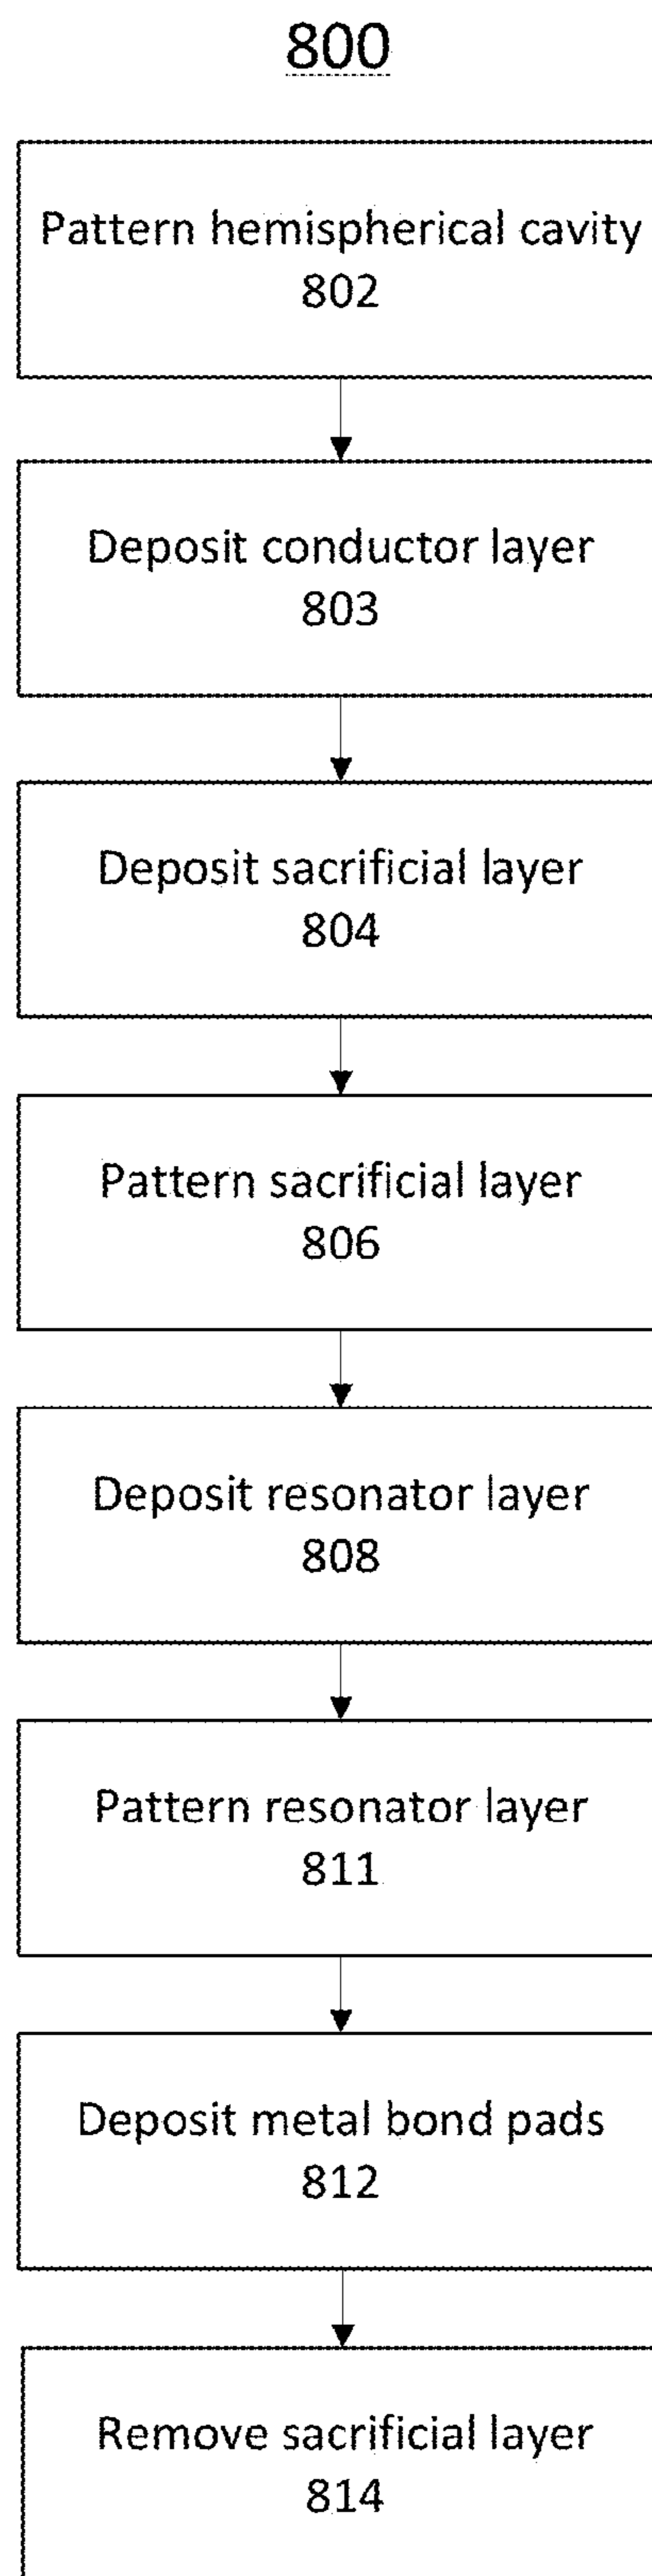 800
Pattern hemispherical cavity
802
Deposit conductor layer
803
Deposit sacrificial layer
804
Pattern sacrificial layer
806
Deposit resonator layer
808
Pattern resonator layer
811
Deposit metal bond pads
812
Remove sacrificial layer
814